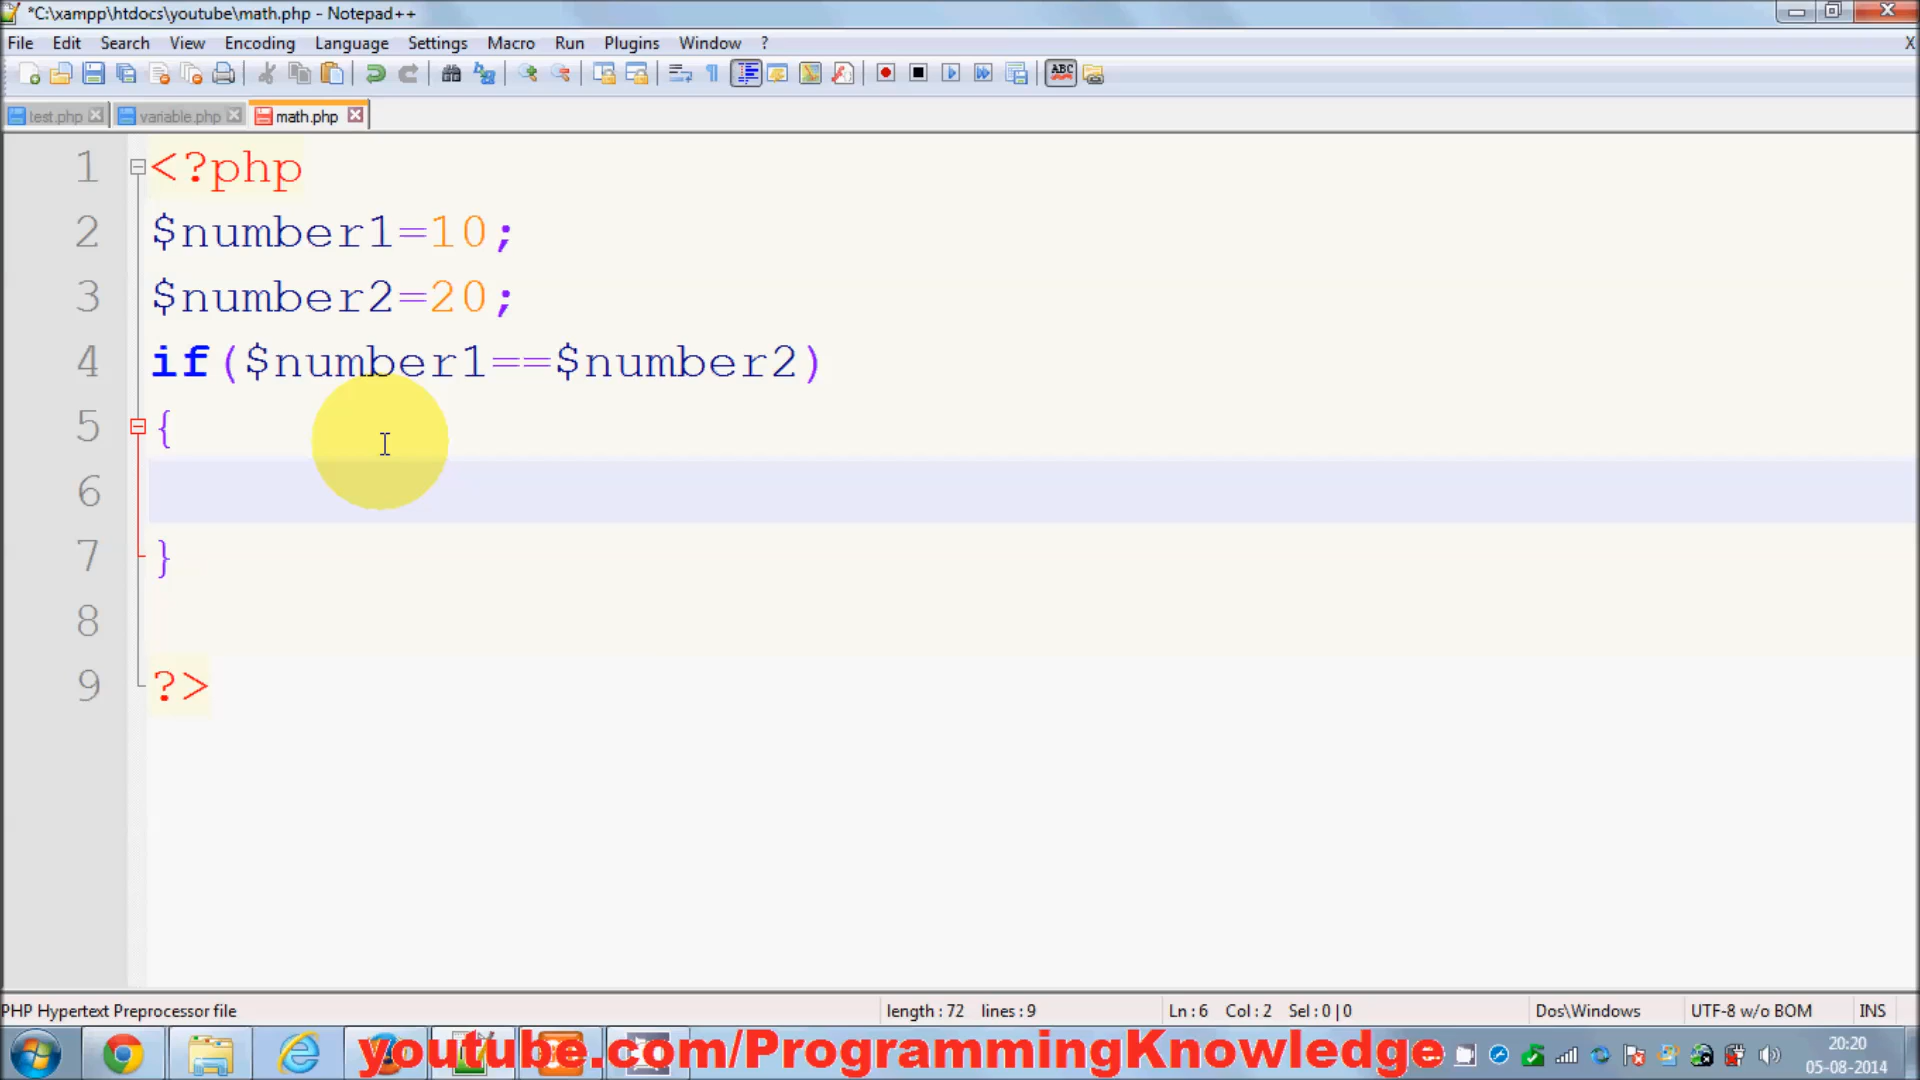 *C:\xampp\htdocs\youtube\math.php - Notepad++
File Edit Search View Encoding Language Settings Macro Run Plugins Window ? X
ABC
test.php variable.php math.php
1 <?php
2 $number1=10;
3 $number2=20;
4 if($number1==$number2)
5 {
6
7 }
8
9 ?>
PHP Hypertext Preprocessor file length : 72 lines : 9 Ln : 6 Col : 2 Sel : 0 | 0 Dos\Windows UTF-8 w/o BOM INS
youtube.com/ProgrammingKnowledge
20:20
05-08-2014